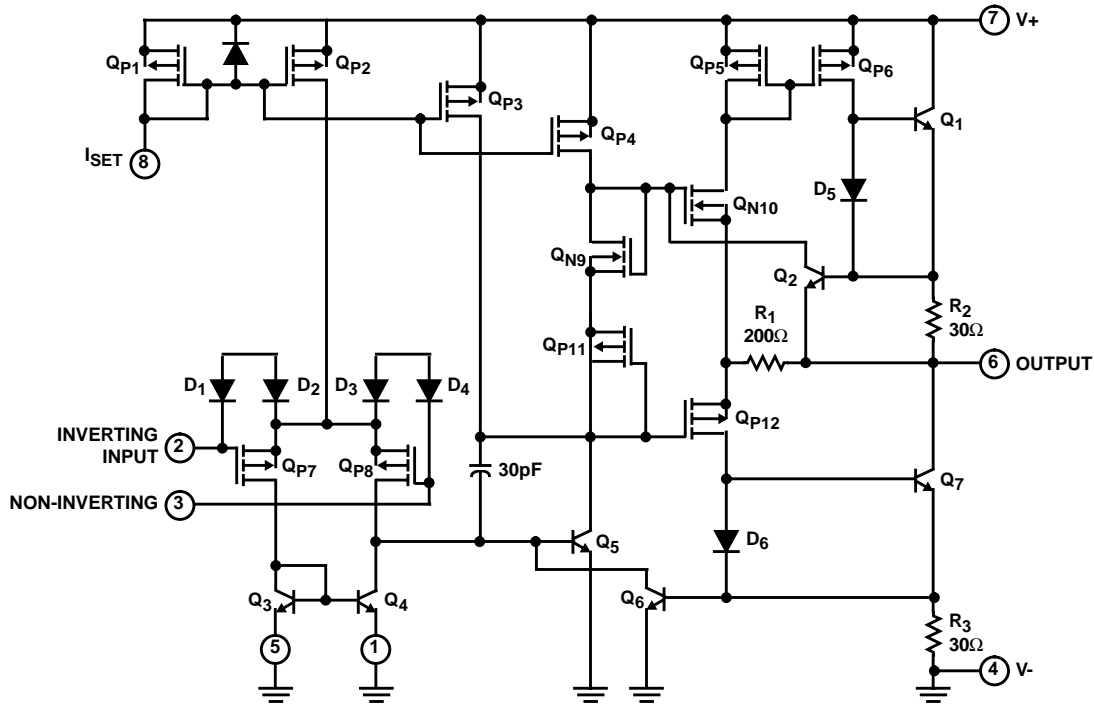 7 V+
QP1
QP2
QP3
QP4
QP5
QP6
Q1
ISET
8
D5
QN10
QN9
Q2
R1
200Ω
R2
30Ω
QP11
6 OUTPUT
D1
D2
D3
D4
QP12
INVERTING
INPUT
2
QP7
QP8
30pF
Q7
NON-INVERTING 3
Q5
D6
Q3
Q4
Q6
R3
30Ω
5
1
4 V-